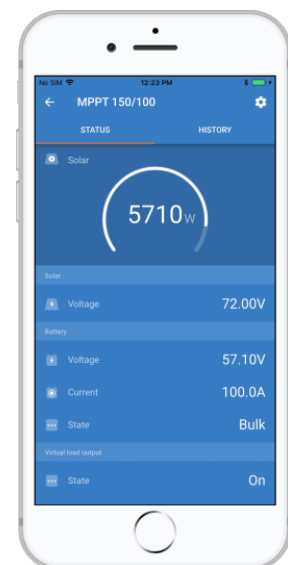 No SIM 12:23 PM
MPPT 150/100
STATUS HISTORY
Solar
5710W
Solar
Voltage 72.00V
Battery
Voltage 57.10V
Current 100.0A
State Bulk
Virtual load output
State On